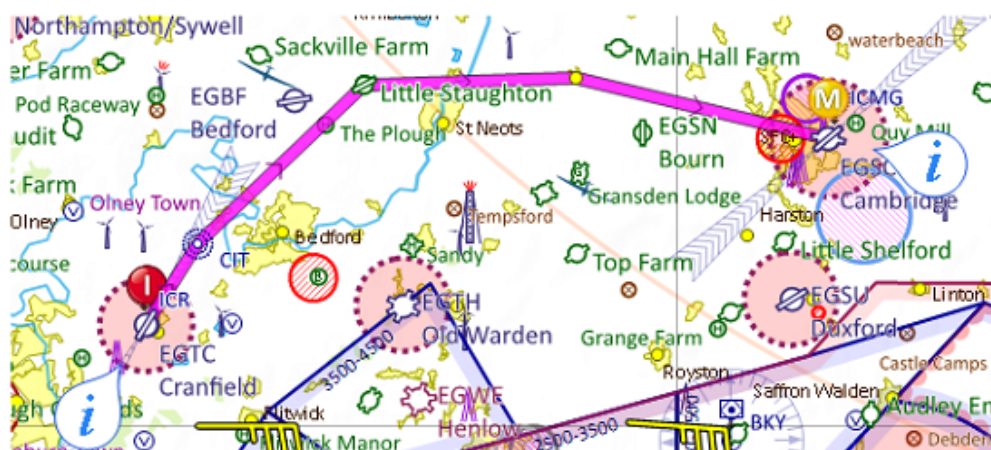 Northampton/Sywell
Sackville Farm
waterbeach
Main Hall Farm
er Farm
Pod Raceway
EGBF
Bedford
Little Staughton
M
ICMG
udit
The Plough
St Neots
EGSN
Bourn
Quy Mill
EGSC
Cambridge
i
k Farm
Olney Town
Olney
Gransden Lodge
Tempsford
Harston
Bedford
CIT
Sandy
Little Shelford
course
Top Farm
I
ICR
B
EGTH
Old Warden
EGSU
Duxford
Linton
EGTC
Cranfield
3500-4500
Grange Farm
Castle Camps
Royston
Saffron Walden
i
EGWE
Henlow
500
BKY
Audley En
2500-3500
Debden